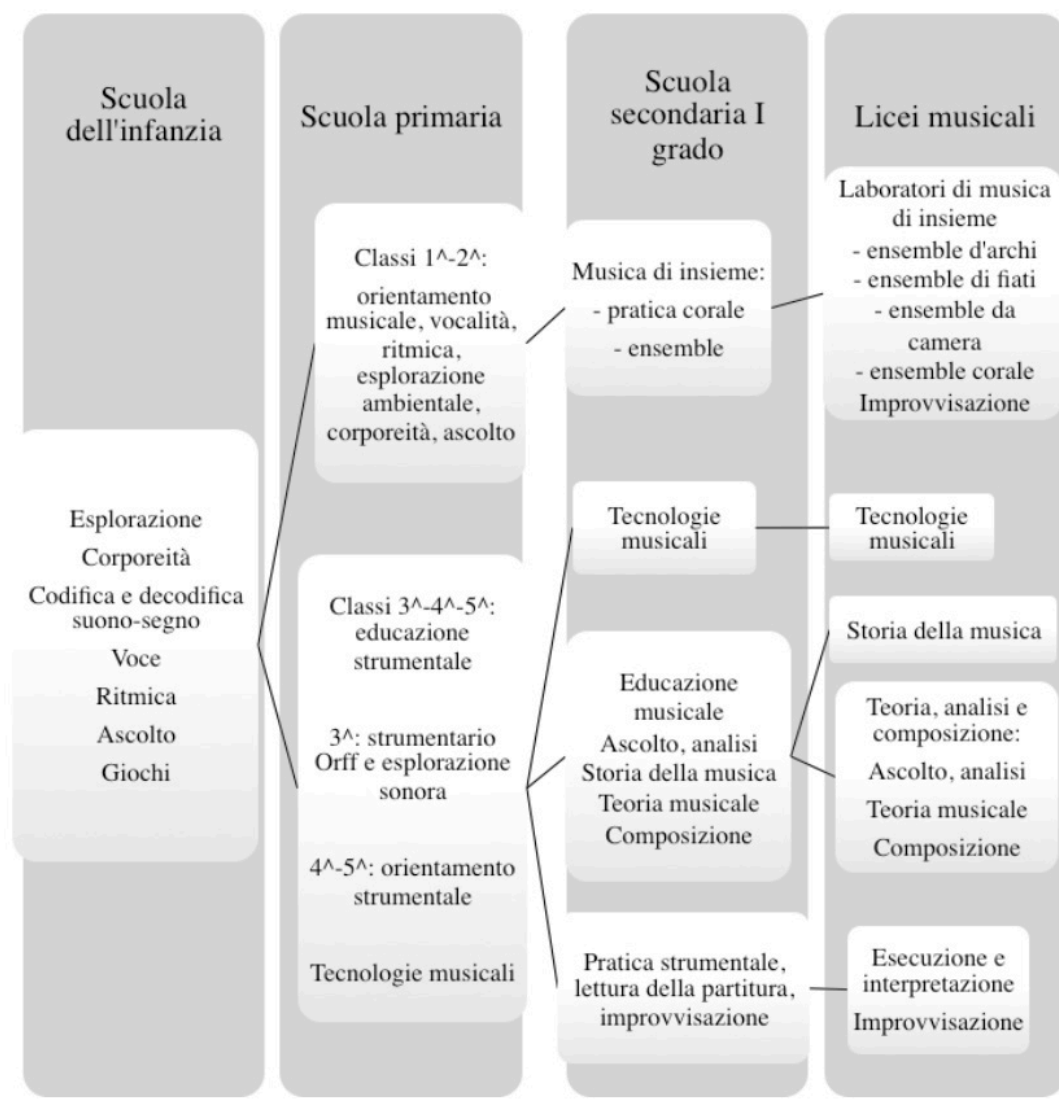 Scuola
dell'infanzia
Esplorazione
Corporeità
Codifica e decodifica
suono-segno
Voce
Ritmica
Ascolto
Giochi
Scuola primaria
Classi 1^-2^:
orientamento
musicale, vocalità,
ritmica,
esplorazione
ambientale,
corporeità, ascolto
Classi 3^-4^-5^:
educazione
strumentale
3^: strumentario
Orff e esplorazione
sonora
4^-5^: orientamento
strumentale
Tecnologie musicali
Scuola
secondaria I
grado
Musica di insieme:
- pratica corale
- ensemble
Tecnologie
musicali
Educazione
musicale
Ascolto, analisi
Storia della musica
Teoria musicale
Composizione
Pratica strumentale,
lettura della partitura,
improvvisazione
Licei musicali
Laboratori di musica
di insieme
- ensemble d'archi
- ensemble di fiati
- ensemble da
camera
- ensemble corale
Improvvisazione
Tecnologie
musicali
Storia della musica
Teoria, analisi e
composizione:
Ascolto, analisi
Teoria musicale
Composizione
Esecuzione e
interpretazione
Improvvisazione